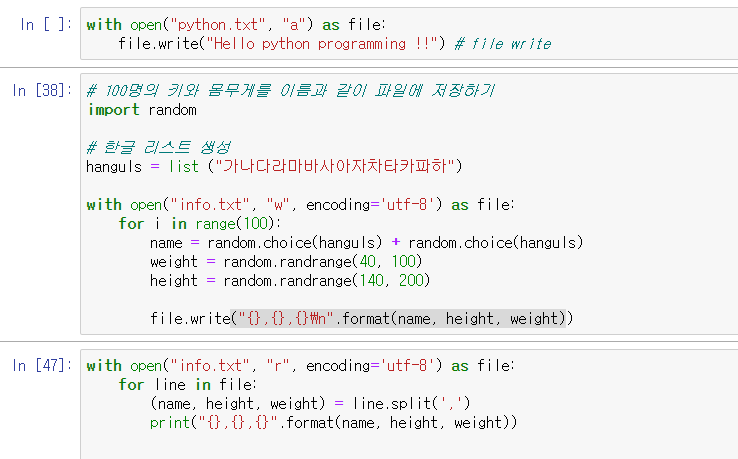 In [ ]: with open("python.txt", "a") as file:
file.write("Hello python programming !!") # file write
In [38]: # 100명의 키와 몸무게를 이름과 같이 파일에 저장하기
import random
# 한글 리스트 생성
hanguls = list ("가나다라마바사아자차타카파하")
with open("info.txt", "w", encoding='utf-8') as file:
for i in range(100):
name = random.choice(hanguls) + random.choice(hanguls)
weight = random.randrange(40, 100)
height = random.randrange(140, 200)
file.write("{},{},{}₩n".format(name, height, weight))
In [47]: with open("info.txt", "r", encoding='utf-8') as file:
for line in file:
(name, height, weight) = line.split(',')
print("{},{},{}".format(name, height, weight))